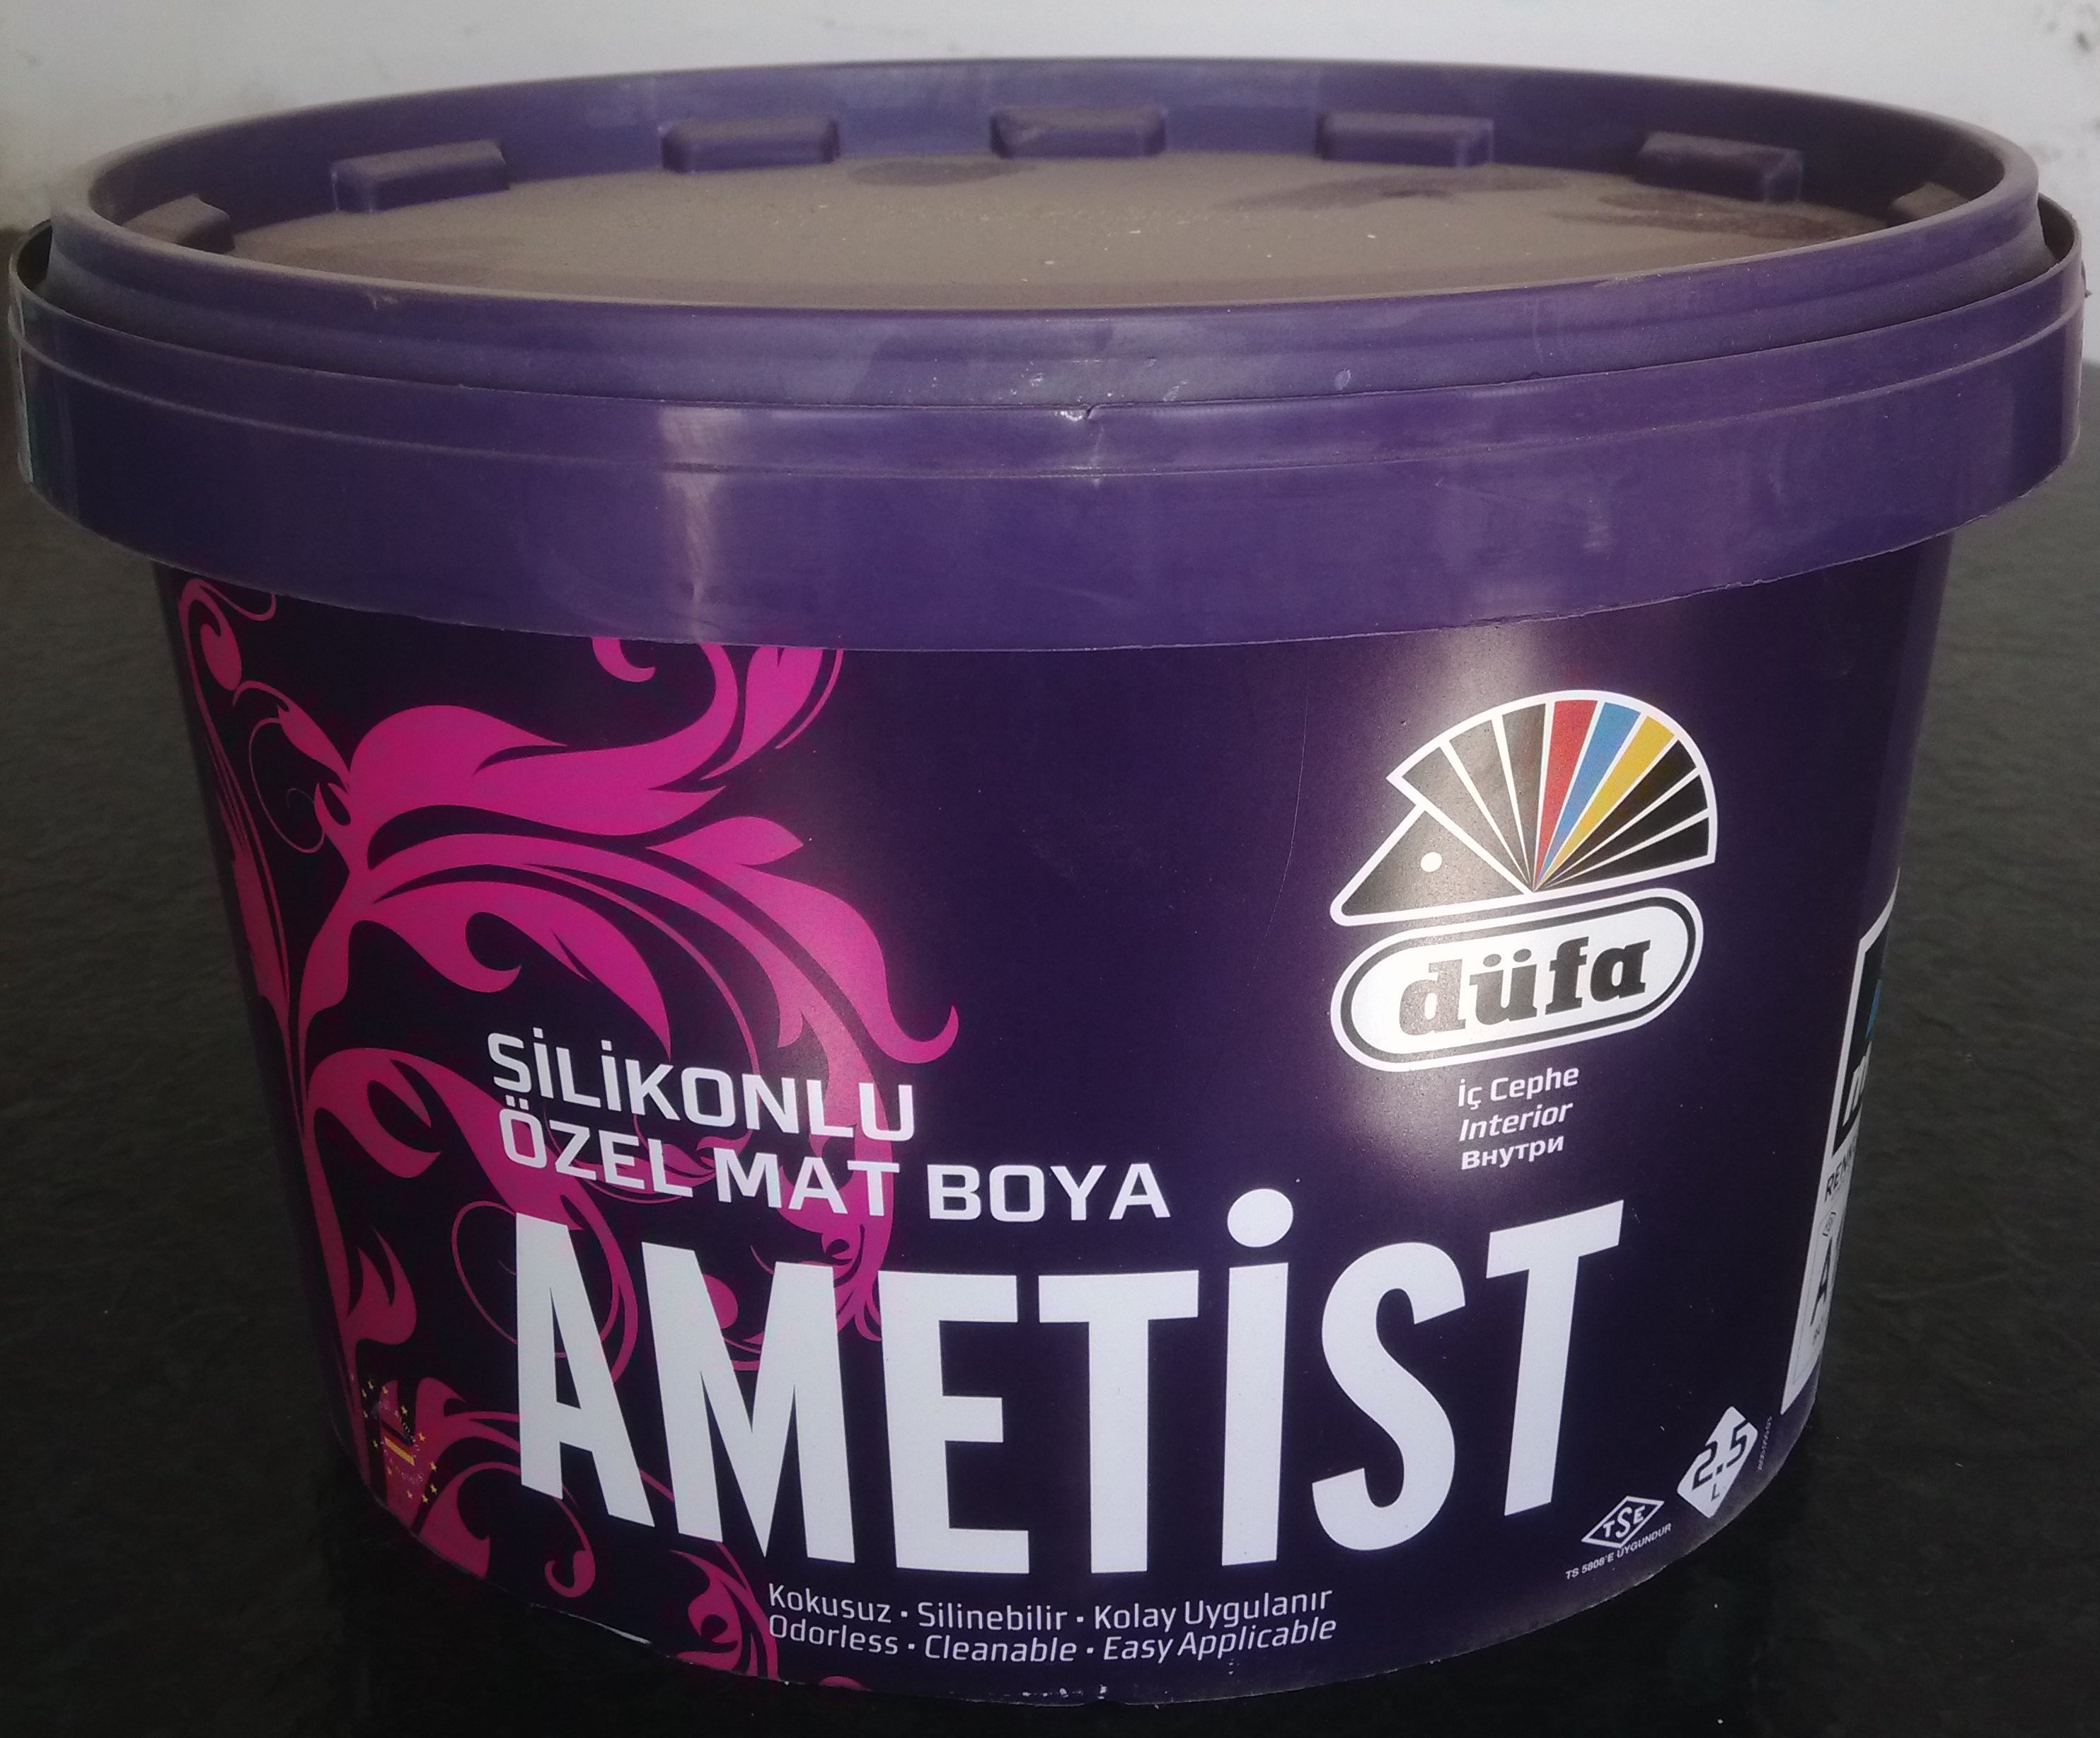 düfa
İç Cephe
Interior
Внутри
SİLİKONLU
ÖZEL MAT BOYA
AMETİST
2.5
L
TSE
TS 5808'E UYGUNDUR
Kokusuz • Silinebilir • Kolay Uygulanır
Odorless • Cleanable • Easy Applicable